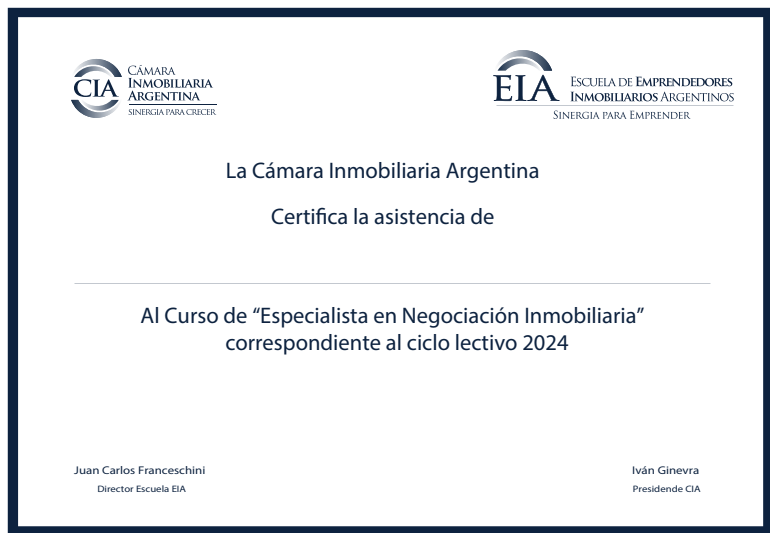 CIA
CÁMARA
INMOBILIARIA
ARGENTINA
SINERGIA PARA CRECER
EIA
ESCUELA DE EMPRENDEDORES
INMOBILIARIOS ARGENTINOS
SINERGIA PARA EMPRENDER
La Cámara Inmobiliaria Argentina
Certifica la asistencia de
Al Curso de “Especialista en Negociación Inmobiliaria”
correspondiente al ciclo lectivo 2024
Juan Carlos Franceschini
Director Escuela EIA
Iván Ginevra
Presidende CIA